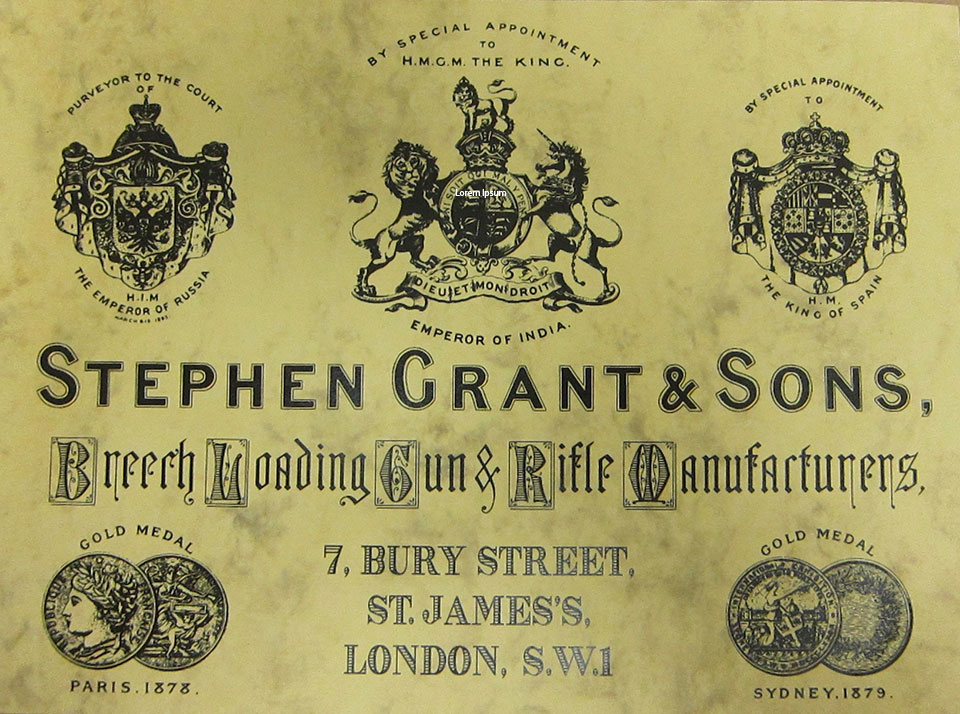 BY SPECIAL APPOINTMENT
TO
H.M.G.M. THE KING.
PURVEYOR TO THE COURT
OF
H.I.M
THE EMPEROR OF RUSSIA
Lorem Ipsum
DIEU ET MON DROIT
EMPEROR OF INDIA.
BY SPECIAL APPOINTMENT
TO
H.M.
THE KING OF SPAIN
STEPHEN GRANT & SONS,
Breech Loading Gun & Rifle Manufacturers,
GOLD MEDAL
PARIS. 1878.
7, BURY STREET,
ST. JAMES'S,
LONDON, S.W.1
GOLD MEDAL
SYDNEY. 1879.